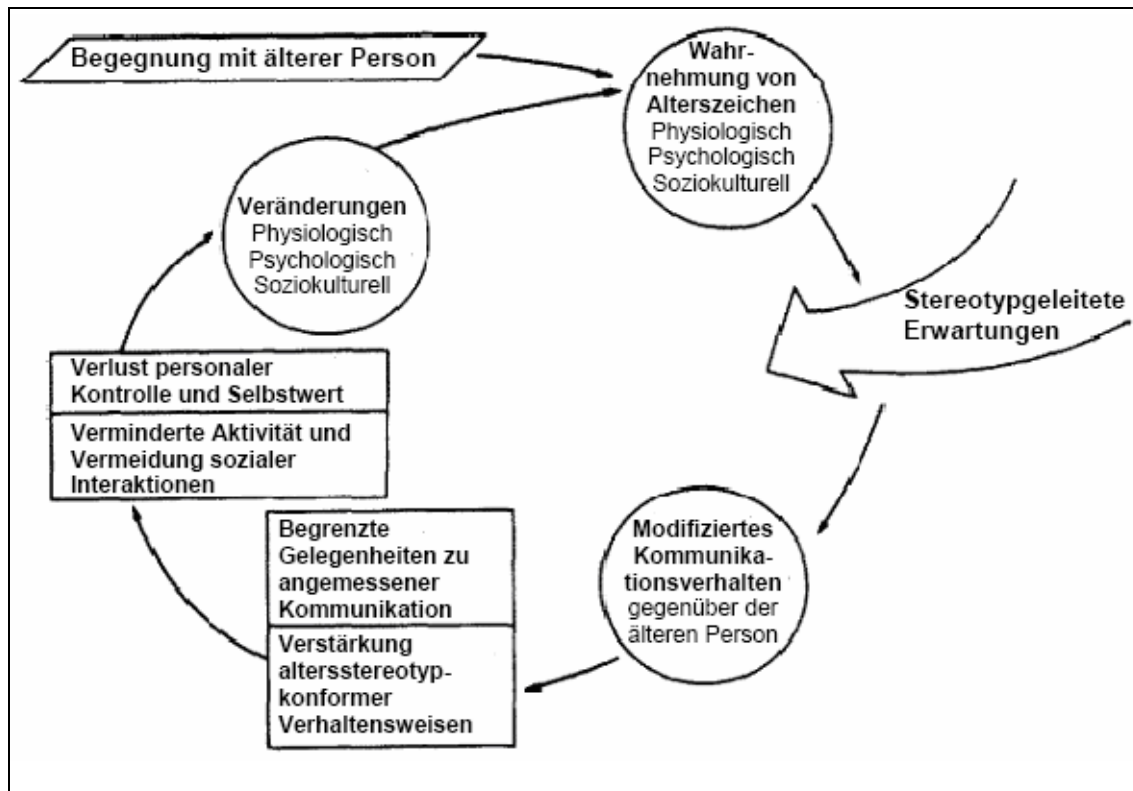 Begegnung mit älterer Person
Wahr-
nehmung von
Alterszeichen
Physiologisch
Psychologisch
Soziokulturell
Stereotypgeleitete
Erwartungen
Modifiziertes
Kommunika-
tionsverhalten
gegenüber der
älteren Person
Begrenzte
Gelegenheiten zu
angemessener
Kommunikation
Verstärkung
altersstereotyp-
konformer
Verhaltensweisen
Verlust personaler
Kontrolle und Selbstwert
Verminderte Aktivität und
Vermeidung sozialer
Interaktionen
Veränderungen
Physiologisch
Psychologisch
Soziokulturell